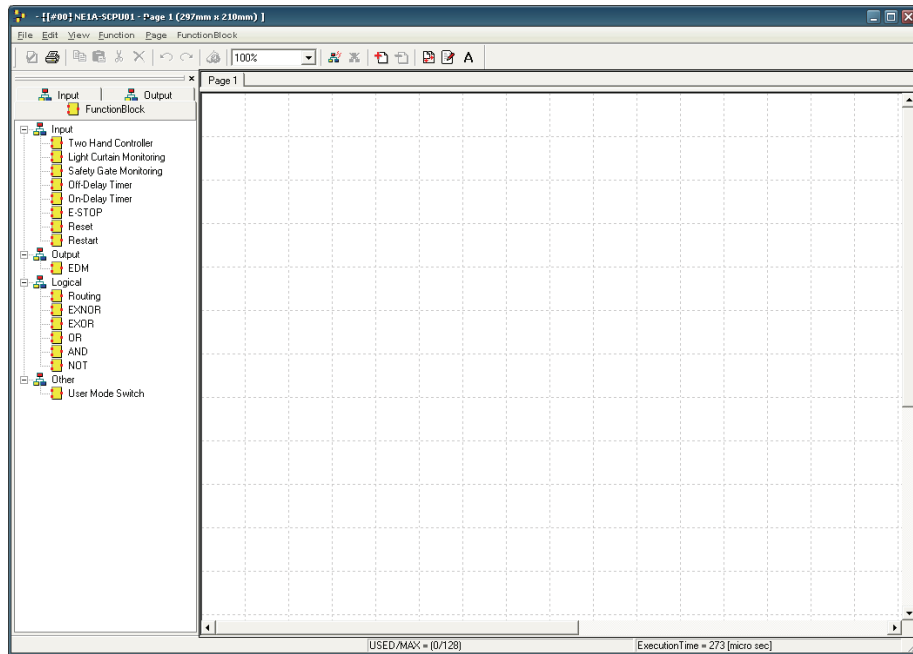 - [[#00] NE1A-SCPU01 - Page 1 (297mm x 210mm) ]
File Edit View Function Page FunctionBlock
100%
A
Page 1
Input Output
FunctionBlock
Input
Two Hand Controller
Light Curtain Monitoring
Safety Gate Monitoring
Off-Delay Timer
On-Delay Timer
E-STOP
Reset
Restart
Output
EDM
Logical
Routing
EXNOR
EXOR
OR
AND
NOT
Other
User Mode Switch
USED/MAX = (0/128) ExecutionTime = 273 [micro sec]